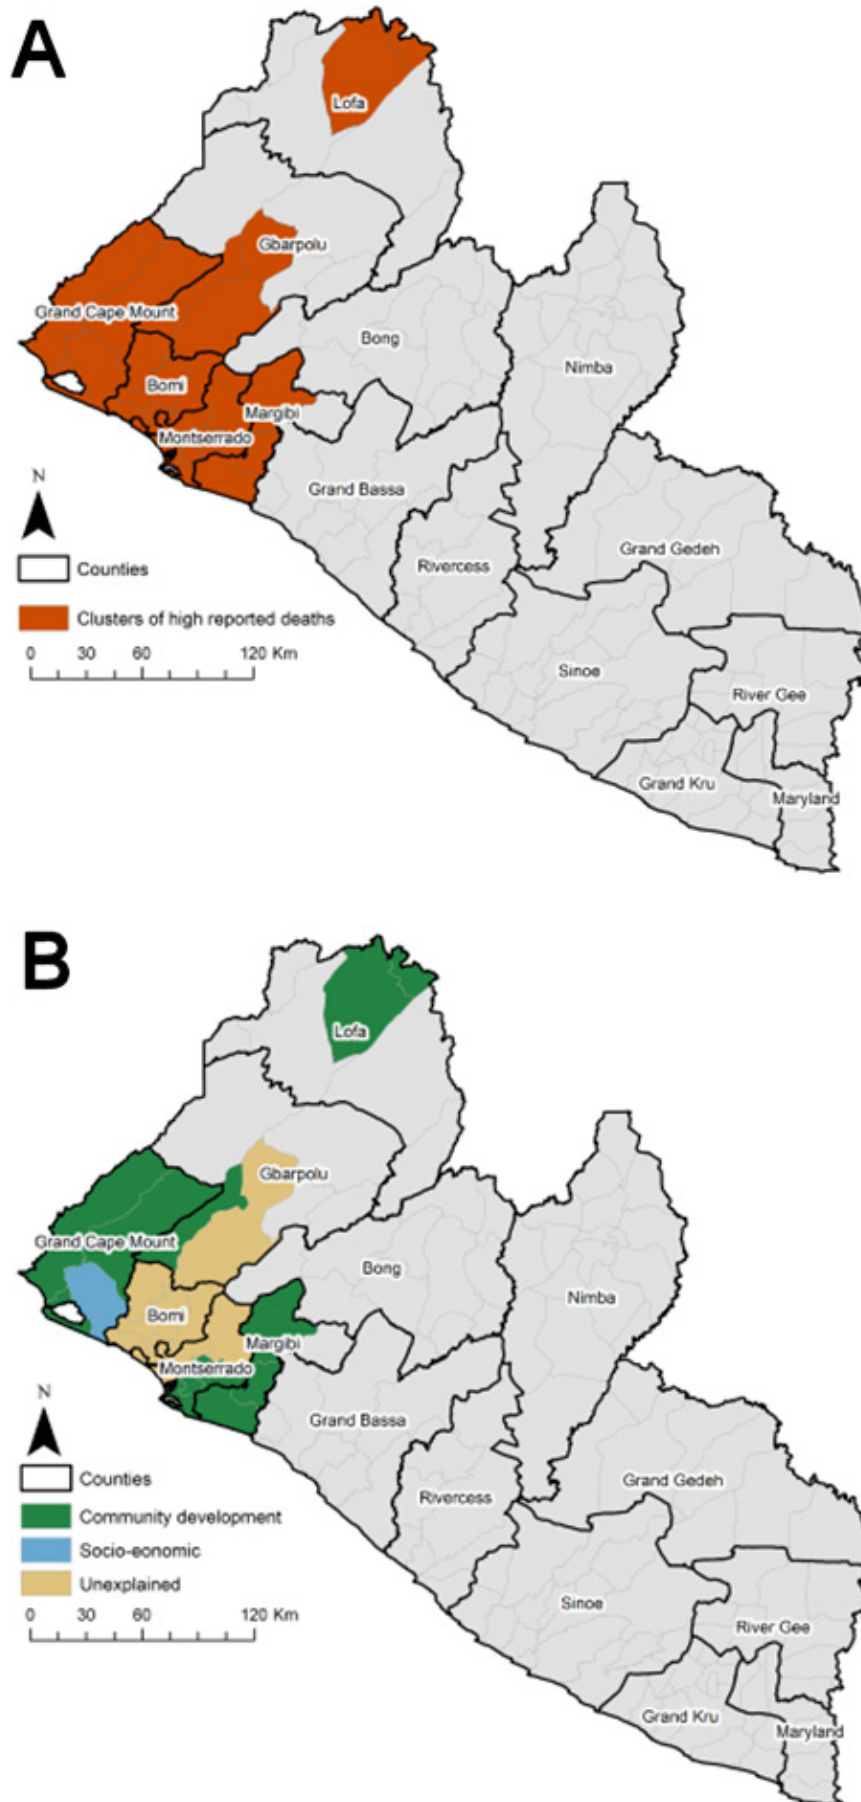 A
Lofa
Gbarpolu
Grand Cape Mount
Bong
Nimba
Bomi
Margibi
Montserrado
Grand Bassa
N
Grand Gedeh
Rivercess
Counties
Clusters of high reported deaths
0 30 60 120 Km
Sinoe
River Gee
Grand Kru
Maryland
B
Lofa
Gbarpolu
Grand Cape Mount
Bong
Nimba
Bomi
Margibi
Montserrado
N
Grand Bassa
Grand Gedeh
Counties
Rivercess
Community development
Socio-eonomic
Unexplained
0 30 60 120 Km
Sinoe
River Gee
Grand Kru
Maryland